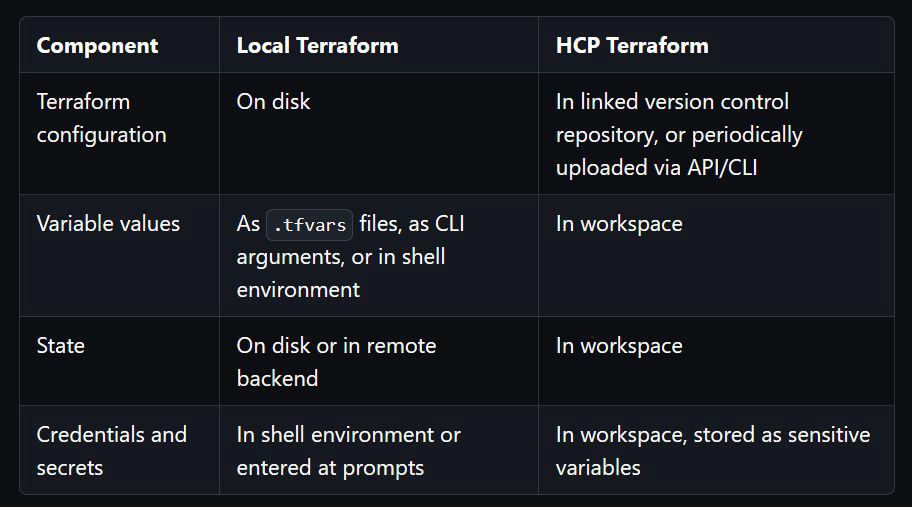 Component
Local Terraform
HCP Terraform
Terraform
configuration
On disk
In linked version control
repository, or periodically
uploaded via API/CLI
Variable values
As .tfvars files, as CLI
arguments, or in shell
environment
In workspace
State
On disk or in remote
backend
In workspace
Credentials and
secrets
In shell environment or
entered at prompts
In workspace, stored as sensitive
variables